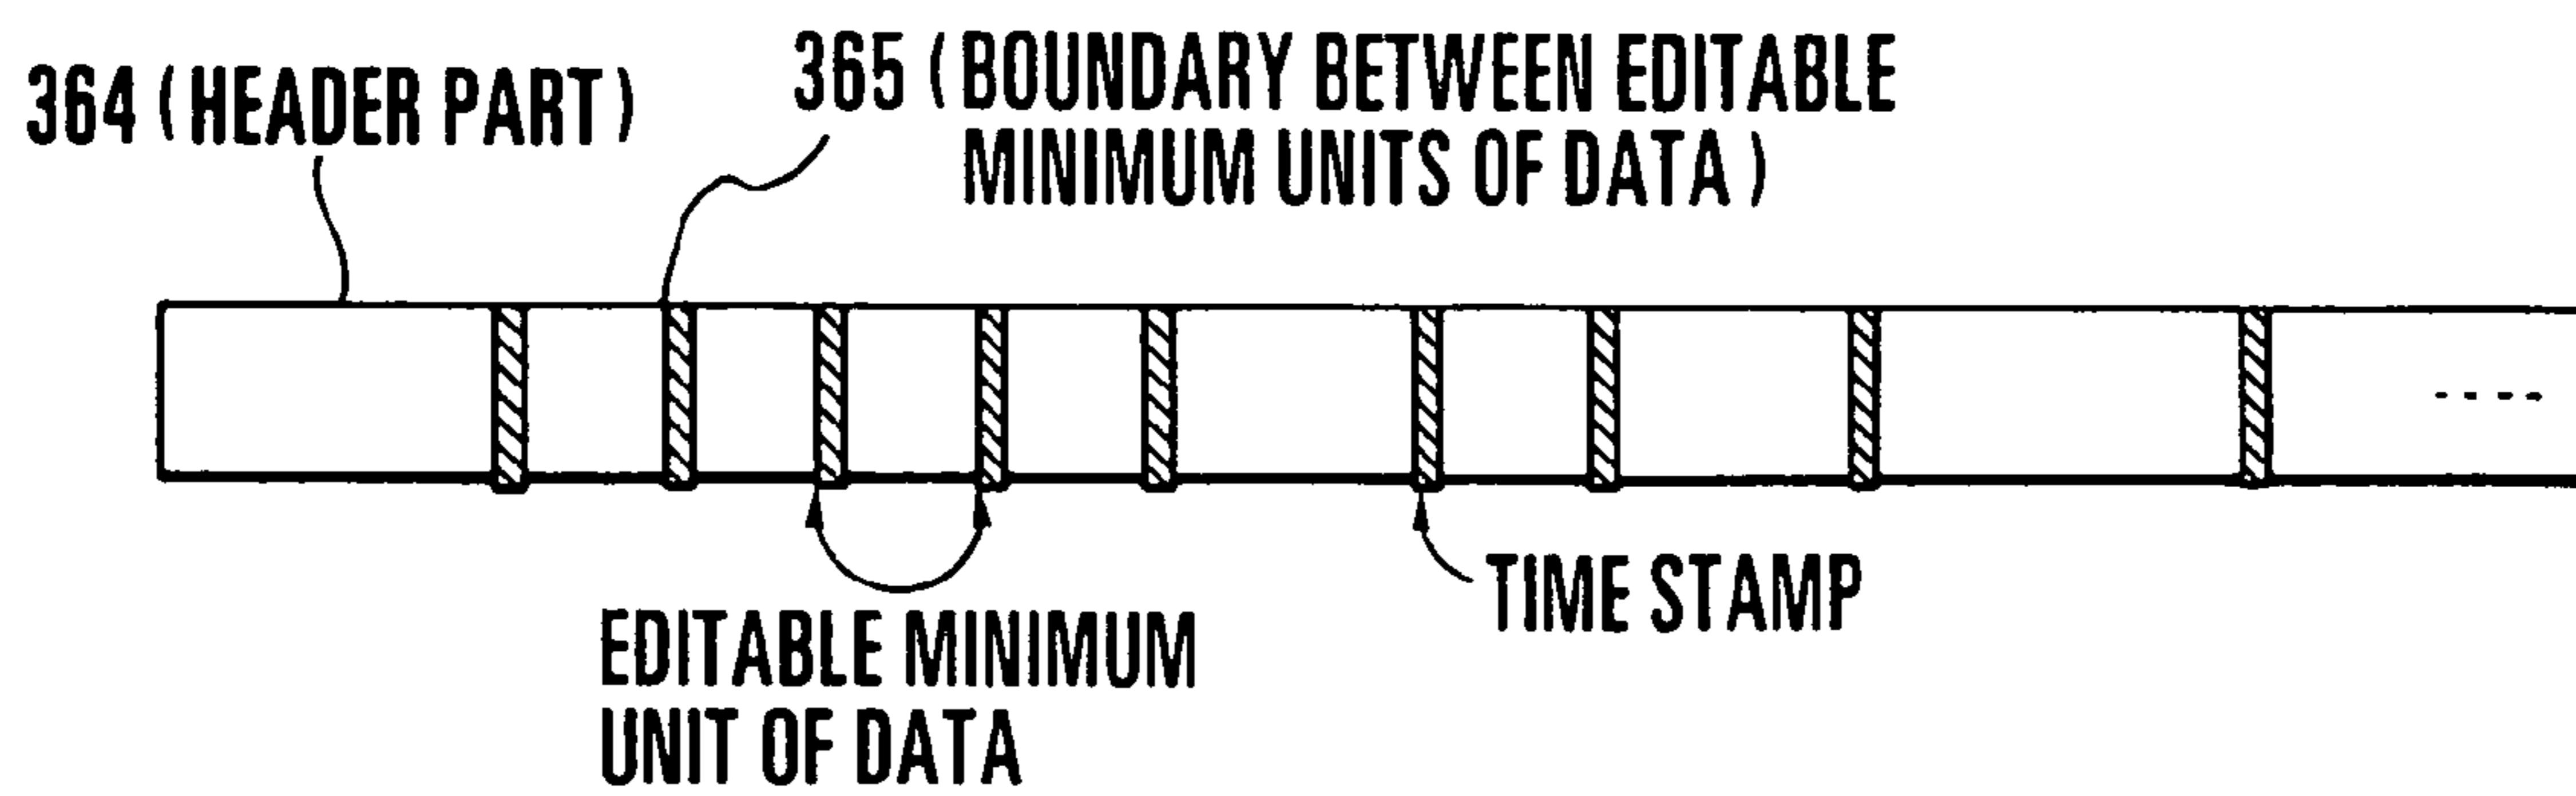 364 (HEADER PART)
365 (BOUNDARY BETWEEN EDITABLE
MINIMUM UNITS OF DATA)
EDITABLE MINIMUM
UNIT OF DATA
TIME STAMP